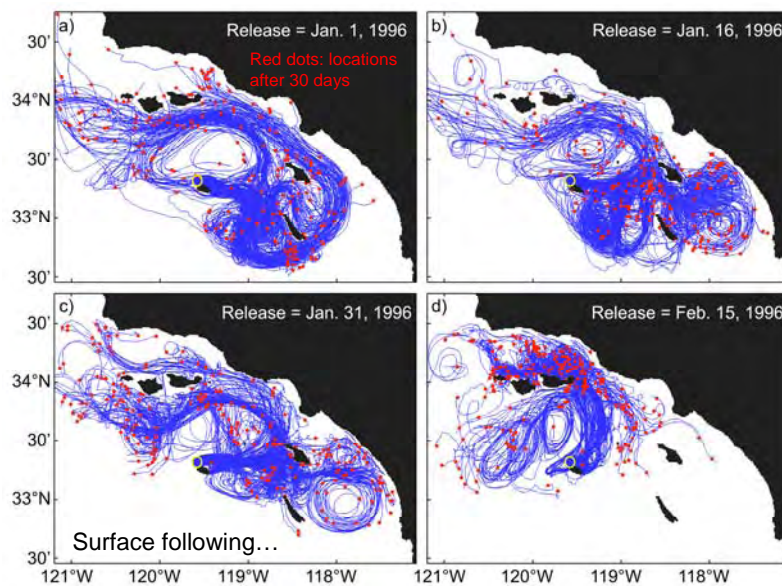 a)
Release = Jan. 1, 1996
Red dots: locations
after 30 days
b)
Release = Jan. 16, 1996
30'
34°N
30'
33°N
30'
c)
Release = Jan. 31, 1996
d)
Release = Feb. 15, 1996
30'
34°N
30'
33°N
30'
Surface following…
121°W 120°W 119°W 118°W 121°W 120°W 119°W 118°W